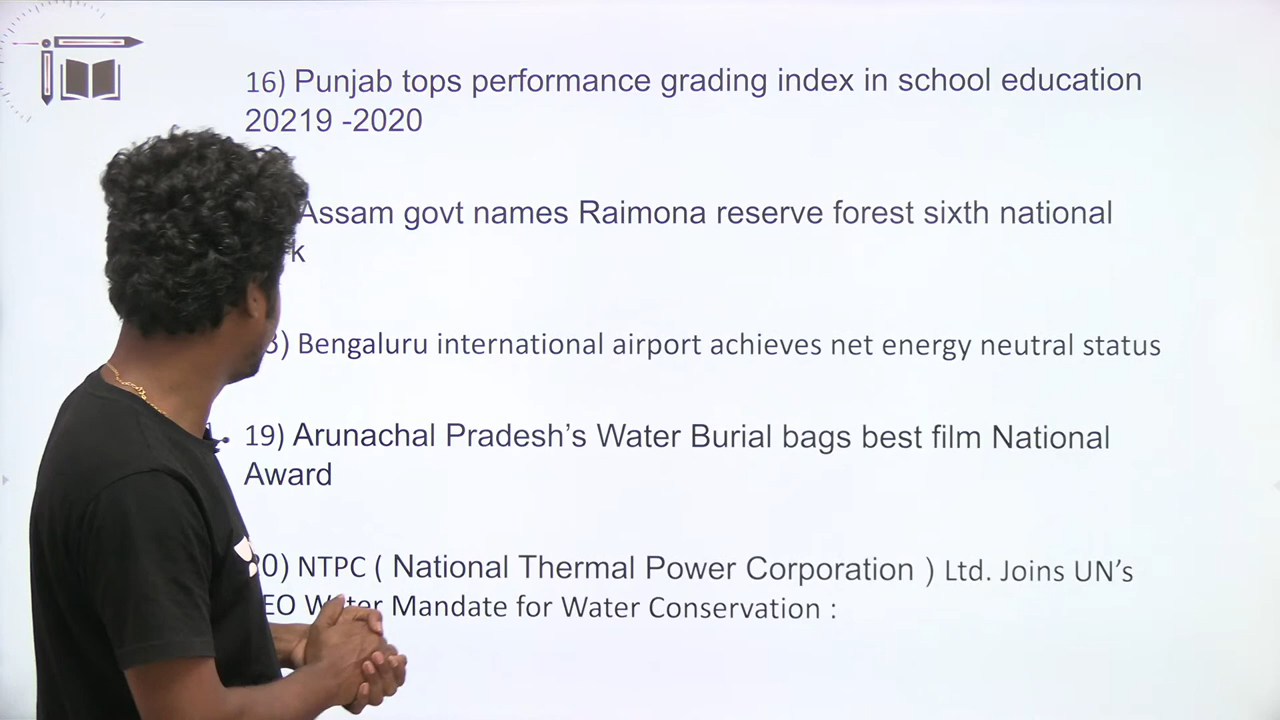 16) Punjab tops performance grading index in school education
20219 -2020
Assam govt names Raimona reserve forest sixth national
) Bengaluru international airport achieves net energy neutral status
19) Arunachal Pradesh’s Water Burial bags best film National
Award
0) NTPC ( National Thermal Power Corporation ) Ltd. Joins UN’s
EO Water Mandate for Water Conservation :